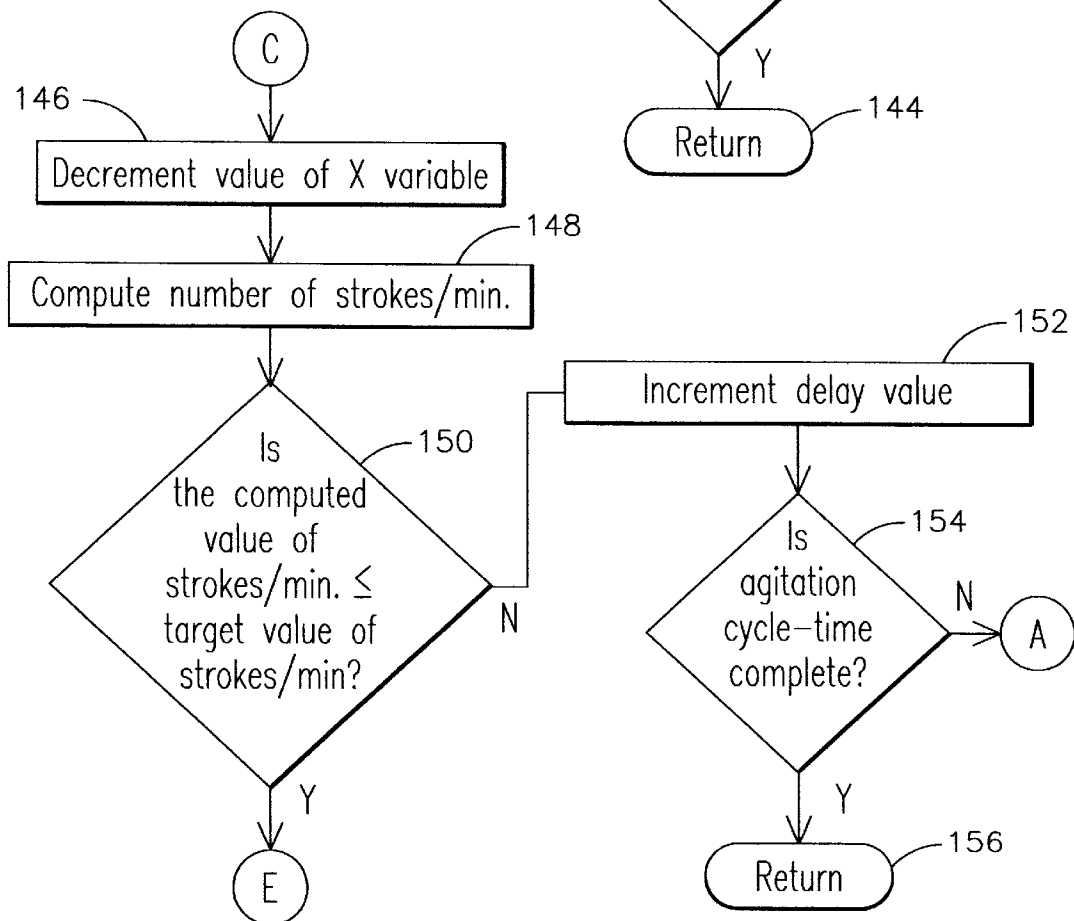 C
146
Decrement value of X variable
148
Compute number of strokes/min.
150
Is
the computed
value of
strokes/min. ≤
target value of
strokes/min?
N
Y
E
Y
Return
144
152
Increment delay value
154
Is
agitation
cycle-time
complete?
N
A
Y
Return
156